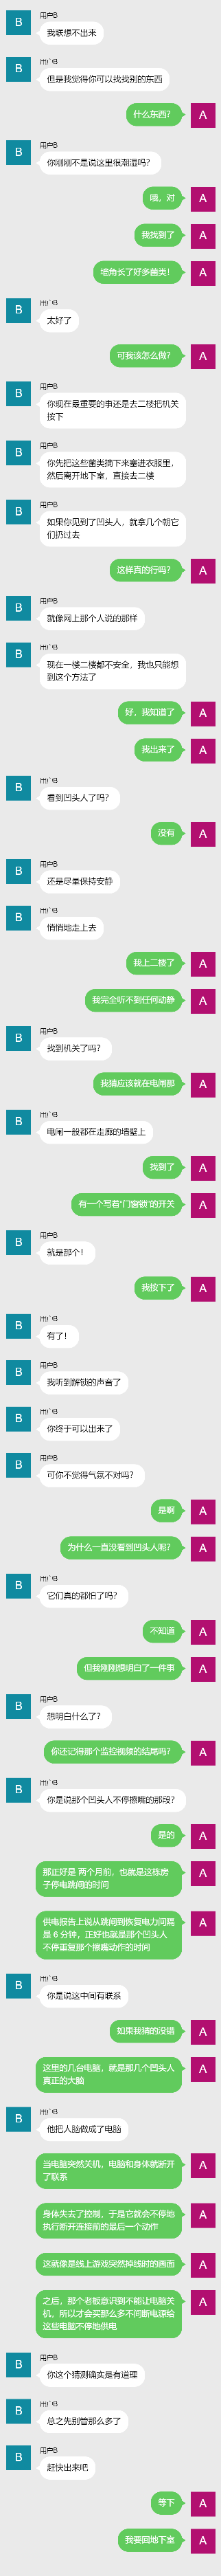 B
用户B
我联想不出来
B
用户B
但是我觉得你可以找找别的东西
什么东西?
A
B
用户B
你刚刚不是说这里很潮湿吗?
嗯，对
A
我找到了
A
墙角长了好多菌类!
A
B
用户B
太好了
可我该怎么做?
A
B
用户B
你现在最重要的事还是去二楼把机关
按下
B
用户B
你先把这些菌类摘下来塞进衣服里，
然后离开地下室，直接去二楼
B
用户B
如果你见到了凹头人，就拿几个朝它
们扔过去
这样真的行吗?
A
B
用户B
就像网上那个人说的那样
B
用户B
现在一楼二楼都不安全，我也只能想
到这个方法了
好，我知道了
A
我出来了
A
B
用户B
看到凹头人了吗?
没有
A
B
用户B
还是尽量保持安静
B
用户B
悄悄地走上去
我上二楼了
A
我完全听不到任何动静
A
B
用户B
找到机关了吗?
我猜应该就在电闸那
A
B
用户B
电闸一般都在走廊的墙壁上
找到了
A
有一个写着“门窗锁”的开关
A
B
用户B
就是那个!
我按下了
A
B
用户B
有了!
B
用户B
我听到解锁的声音了
B
用户B
你终于可以出来了
B
用户B
可你不觉得气氛不对吗?
是啊
A
为什么一直没看到凹头人呢?
A
B
用户B
它们真的都怕了吗?
不知道
A
但我刚刚想明白了一件事
A
B
用户B
想明白什么了?
你还记得那个监控视频的结尾吗?
A
B
用户B
你是说那个凹头人不停擦嘴的那段?
是的
A
那正好是 两个月前，也就是这栋房
子停电跳闸的时间
A
供电报告上说从跳闸到恢复电力间隔
是 6 分钟，正好也就是那个凹头人
不停重复那个擦嘴动作的时间
A
B
用户B
你是说这中间有联系
如果我猜的没错
A
这里的几台电脑，就是那几个凹头人
真正的大脑
A
B
用户B
他把人脑做成了电脑
当电脑突然关机，电脑和身体就断开
了联系
A
身体失去了控制，于是它就会不停地
执行断开连接前的最后一个动作
A
这就像是线上游戏突然掉线时的画面
A
之后，那个老板意识到不能让电脑关
机，所以才会买那么多不间断电源给
这些电脑不停地供电
A
B
用户B
你这个猜测确实是有道理
B
用户B
总之先别管那么多了
B
用户B
赶快出来吧
等下
A
我要回地下室
A